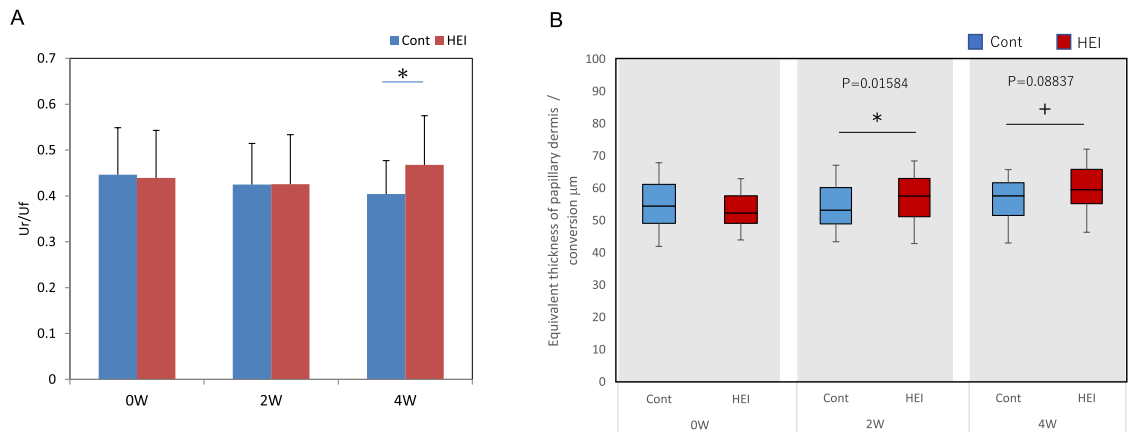 A
Cont HEI
0.7
0.6
0.5
0.4
0.3
0.2
0.1
0
Ur/Uf
*
0W 2W 4W
B
Cont HEI
100
90
80
70
60
50
40
30
20
10
0
Equivalent thickness of papillary dermis /
conversion μm
P=0.01584
*
P=0.08837
+
Cont HEI Cont HEI Cont HEI
0W 2W 4W